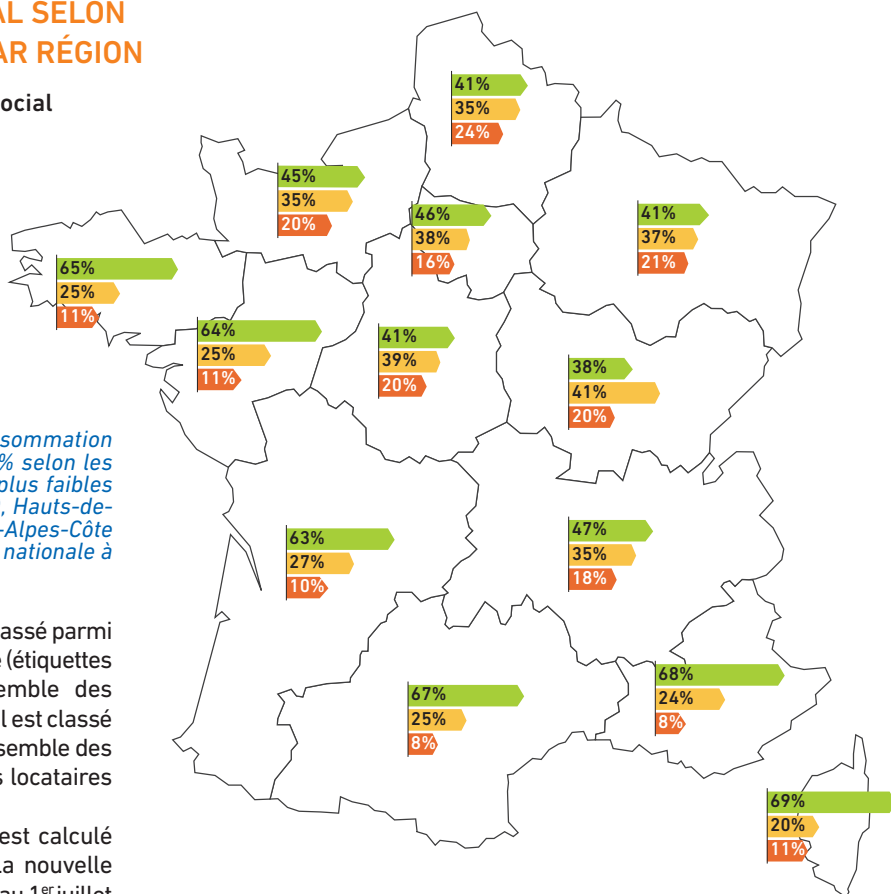 AL SELON
AR RÉGION
ocial
41%
35%
24%
45%
35%
20%
46%
38%
16%
41%
37%
21%
65%
25%
11%
64%
25%
11%
41%
39%
20%
38%
41%
20%
sommation
% selon les
plus faibles
, Hauts-de-
-Alpes-Côte
nationale à
63%
27%
10%
47%
35%
18%
assé parmi
(étiquettes
emble des
l est classé
semble des
s locataires
67%
25%
8%
68%
24%
8%
69%
20%
11%
est calculé
la nouvelle
au 1er juillet